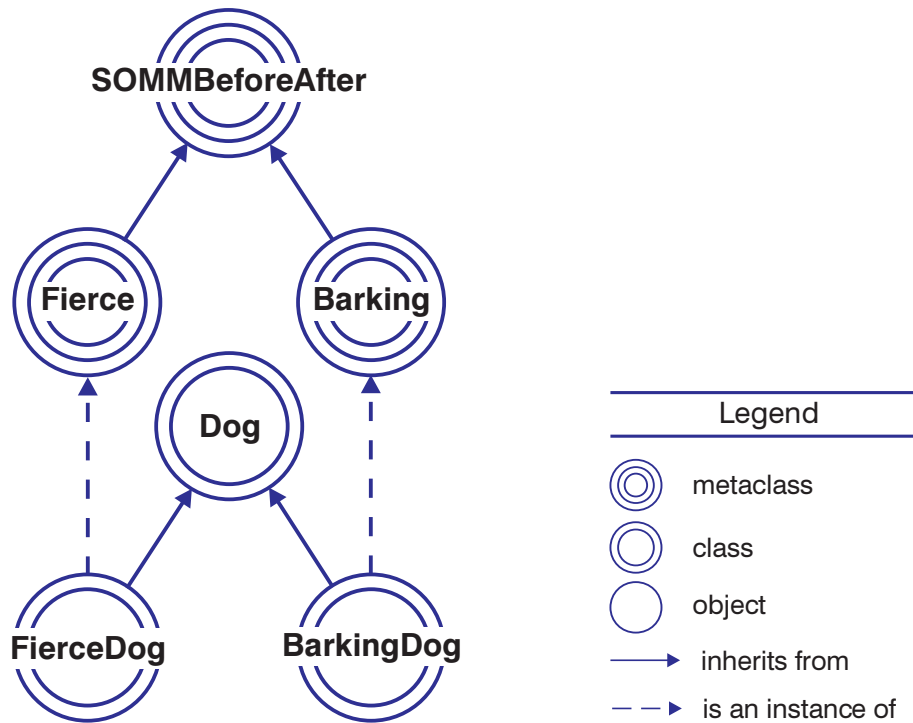 SOMMBeforeAfter
Fierce
Barking
Dog
FierceDog
BarkingDog
Legend
metaclass
class
object
inherits from
is an instance of